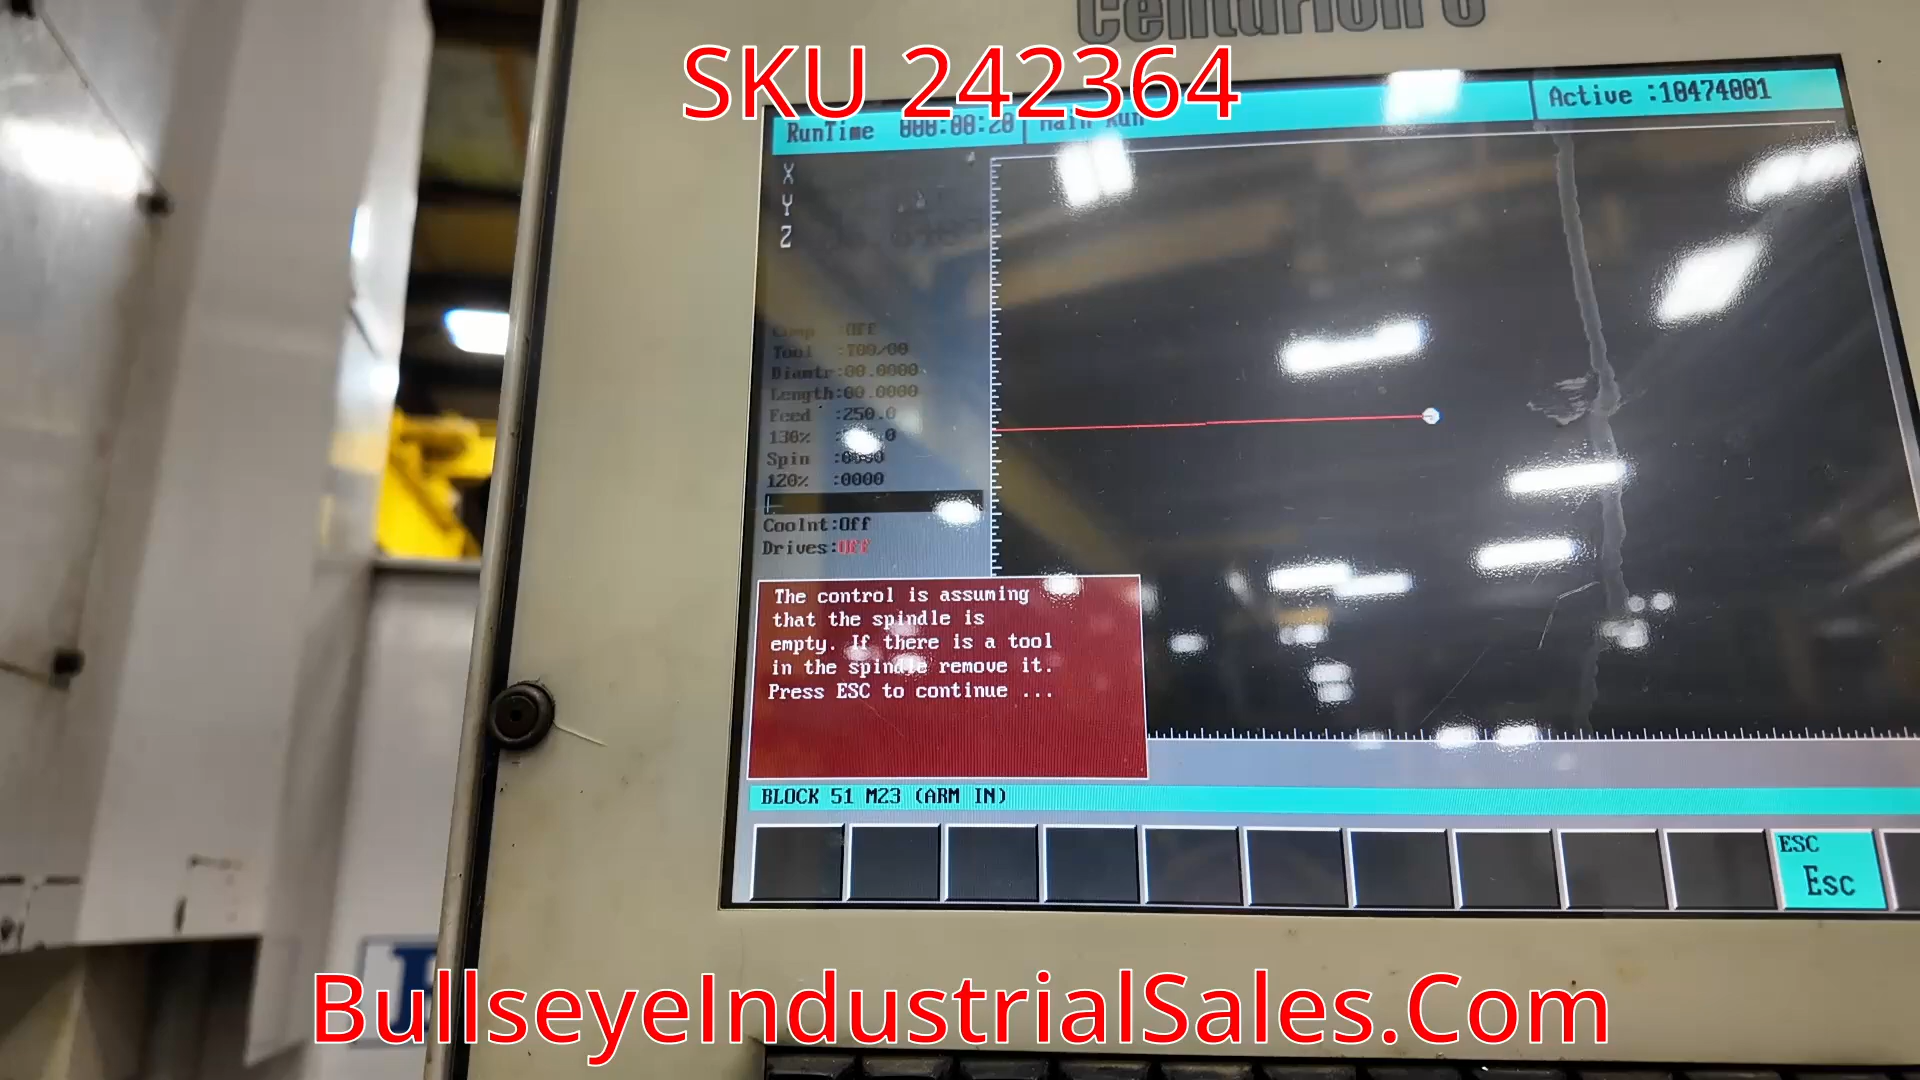 Centurion
SKU 242364
RunTime 000:00:20 Main Run
Active :10474001
X
Y
Z
Comp :OFF
Tool :T00/00
Diamtr:00.0000
Length:00.0000
Feed :250.0
130%
Spin :0000
120% :0000
Coolnt:Off
Drives:Off
The control is assuming
that the spindle is
empty. If there is a tool
in the spindle remove it.
Press ESC to continue ...
BLOCK 51 M23 (ARM IN)
ESC
Esc
BullseyeIndustrialSales.Com